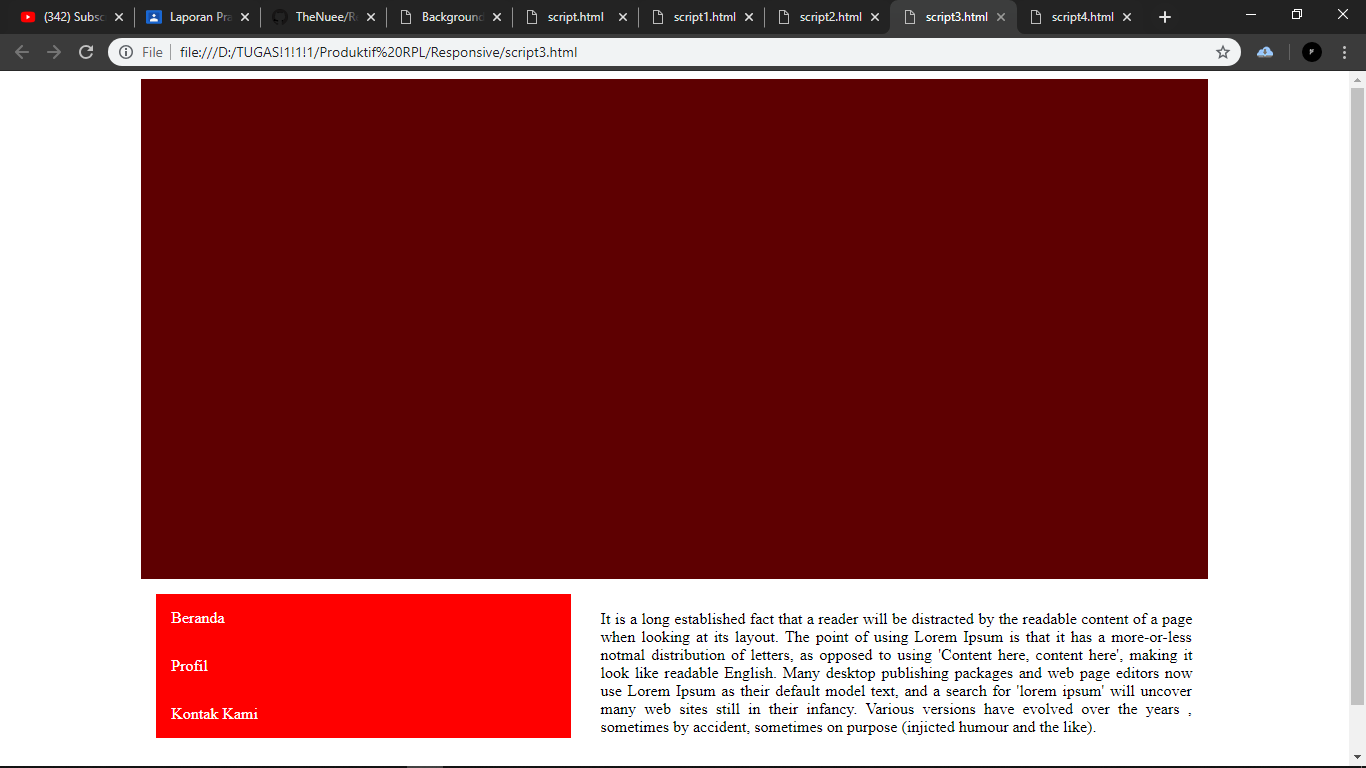 (342) Subsc
Laporan Pra
TheNuee/R
Background
script.html
script1.html
script2.html
script3.html
script4.html
File
file:///D:/TUGAS!1!1!1/Produktif%20RPL/Responsive/script3.html
Beranda
Profil
Kontak Kami
It is a long established fact that a reader will be distracted by the readable content of a page
when looking at its layout. The point of using Lorem Ipsum is that it has a more-or-less
notmal distribution of letters, as opposed to using 'Content here, content here', making it
look like readable English. Many desktop publishing packages and web page editors now
use Lorem Ipsum as their default model text, and a search for 'lorem ipsum' will uncover
many web sites still in their infancy. Various versions have evolved over the years ,
sometimes by accident, sometimes on purpose (injicted humour and the like).